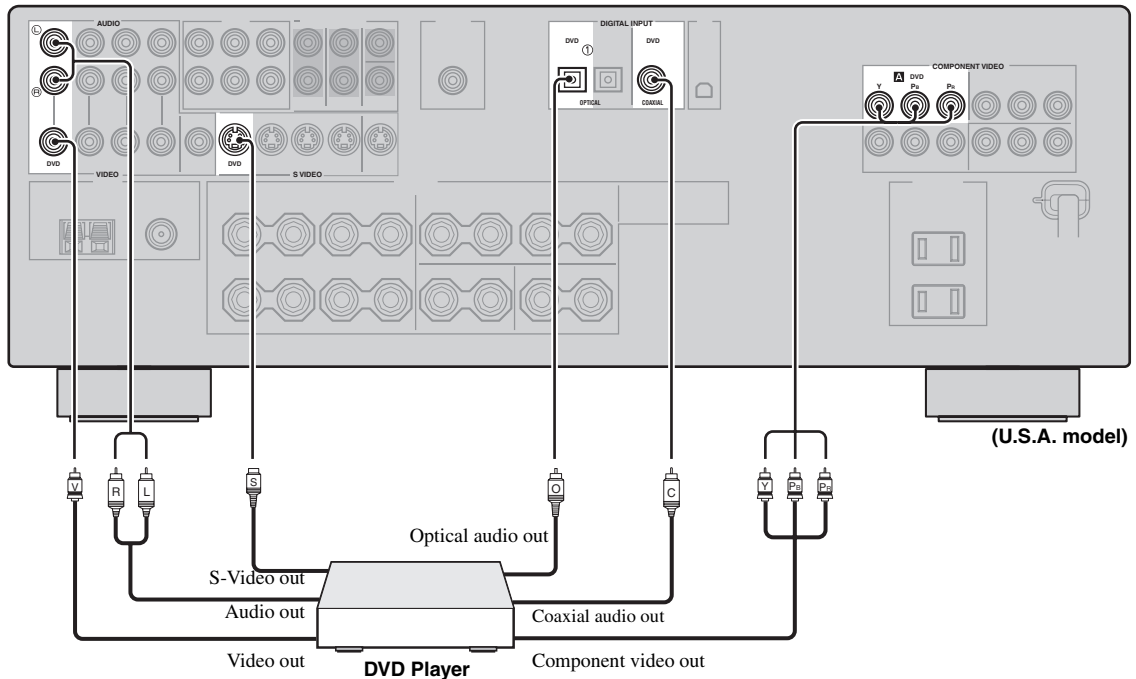 AUDIO
DIGITAL INPUT
L
DVD
1
DVD
R
COMPONENT VIDEO
A DVD
Y PB PR
OPTICAL
COAXIAL
DVD
DVD
VIDEO
S VIDEO
(U.S.A. model)
V
R
L
S
O
C
Y
PB
PR
Optical audio out
S-Video out
Audio out
Coaxial audio out
Video out
Component video out
DVD Player